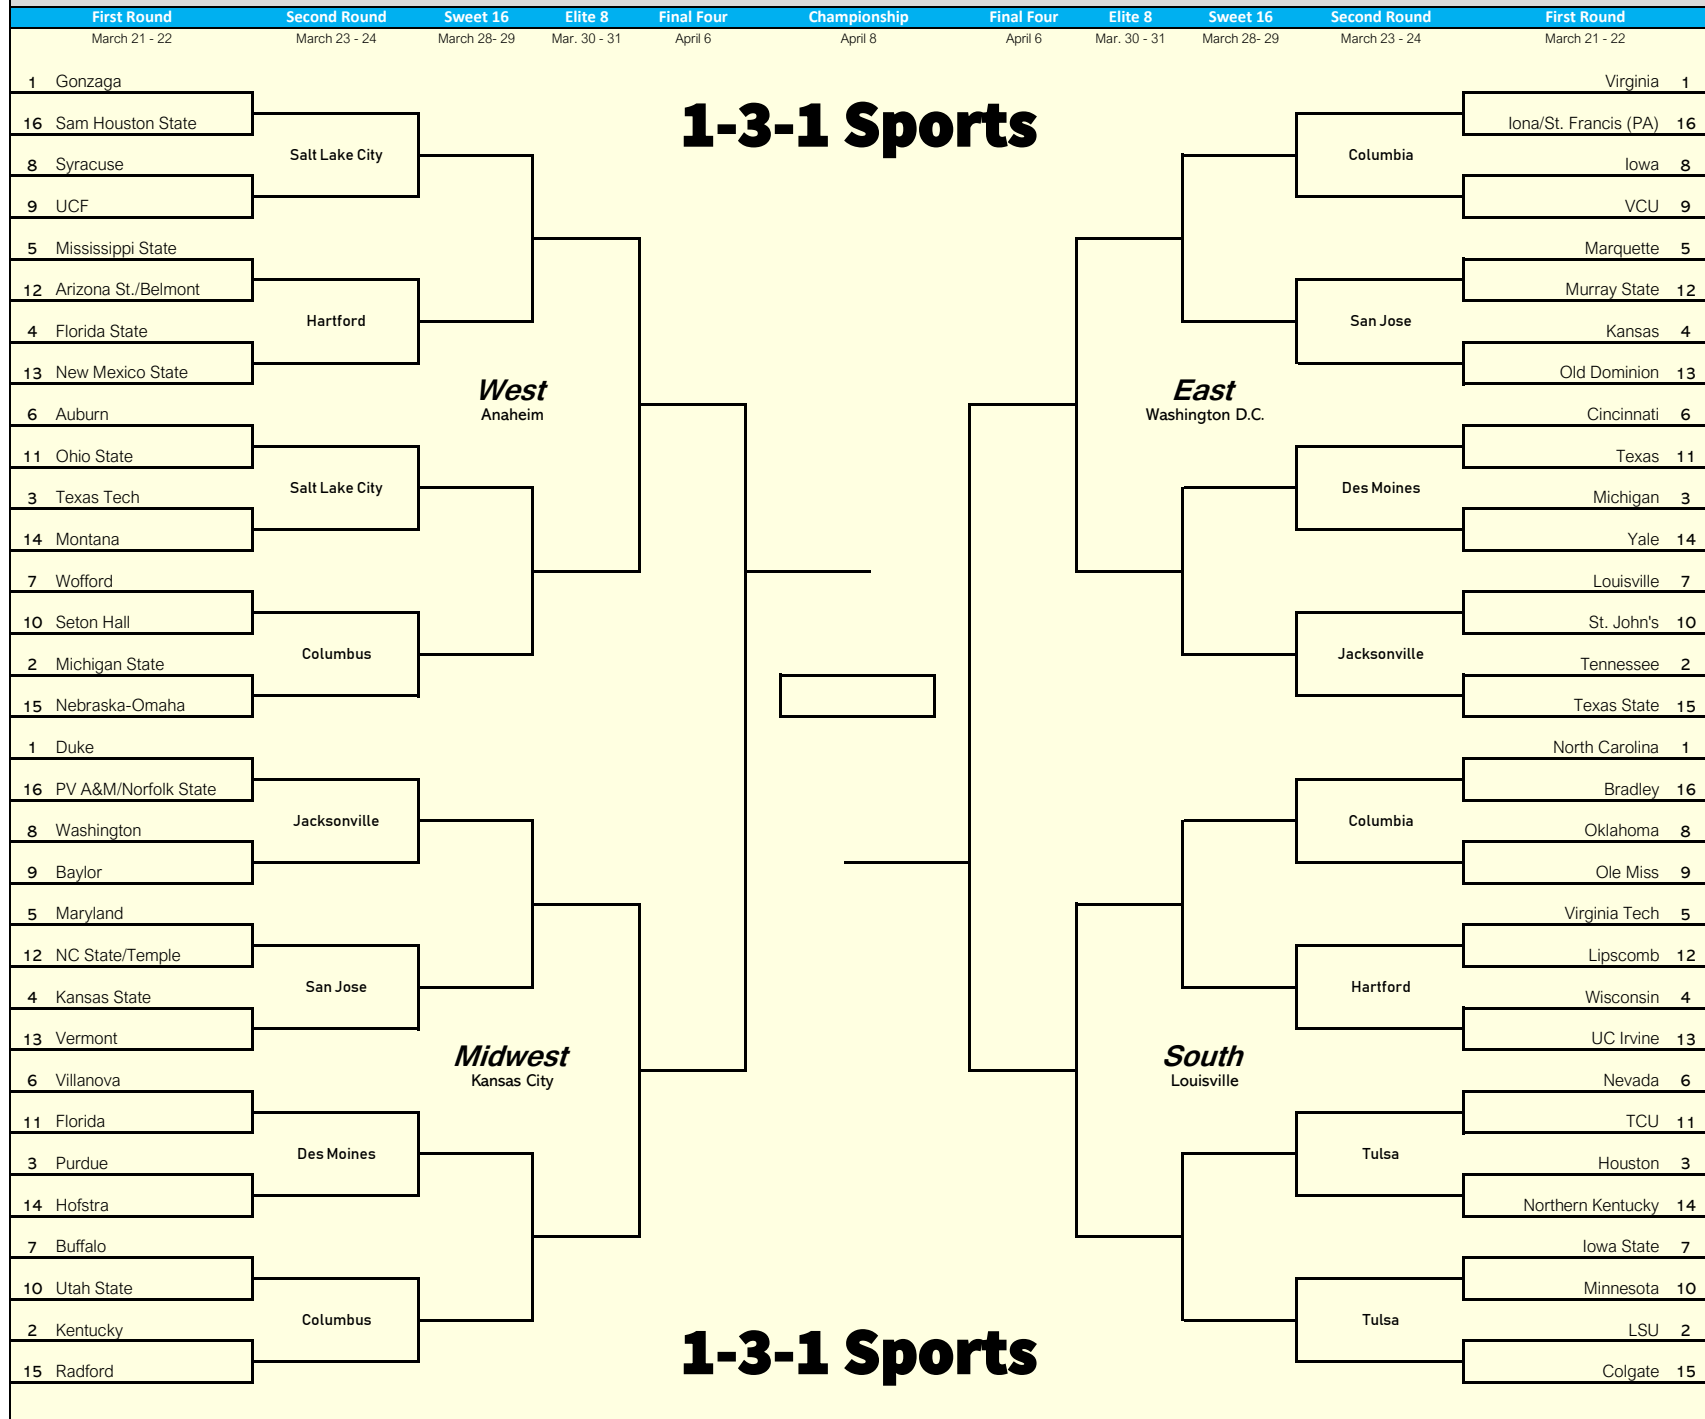 First Round Second Round Sweet 16 Elite 8 Final Four Championship Final Four Elite 8 Sweet 16 Second Round First Round
March 21 - 22 March 23 - 24 March 28- 29 Mar. 30 - 31 April 6 April 8 April 6 Mar. 30 - 31 March 28- 29 March 23 - 24 March 21 - 22
1 Gonzaga Virginia 1
1-3-1 Sports
16 Sam Houston State Iona/St. Francis (PA) 16
Salt Lake City Columbia
8 Syracuse Iowa 8
9 UCF VCU 9
5 Mississippi State Marquette 5
12 Arizona St./Belmont Murray State 12
Hartford San Jose
4 Florida State Kansas 4
13 New Mexico State Old Dominion 13
West East
Anaheim Washington D.C.
6 Auburn Cincinnati 6
11 Ohio State Texas 11
Salt Lake City Des Moines
3 Texas Tech Michigan 3
14 Montana Yale 14
7 Wofford Louisville 7
10 Seton Hall St. John's 10
Columbus Jacksonville
2 Michigan State Tennessee 2
15 Nebraska-Omaha Texas State 15
1 Duke North Carolina 1
16 PV A&M/Norfolk State Bradley 16
Jacksonville Columbia
8 Washington Oklahoma 8
9 Baylor Ole Miss 9
5 Maryland Virginia Tech 5
12 NC State/Temple Lipscomb 12
San Jose Hartford
4 Kansas State Wisconsin 4
13 Vermont UC Irvine 13
Midwest South
Kansas City Louisville
6 Villanova Nevada 6
11 Florida TCU 11
Des Moines Tulsa
3 Purdue Houston 3
14 Hofstra Northern Kentucky 14
7 Buffalo Iowa State 7
10 Utah State Minnesota 10
Columbus Tulsa
2 Kentucky LSU 2
1-3-1 Sports
15 Radford Colgate 15